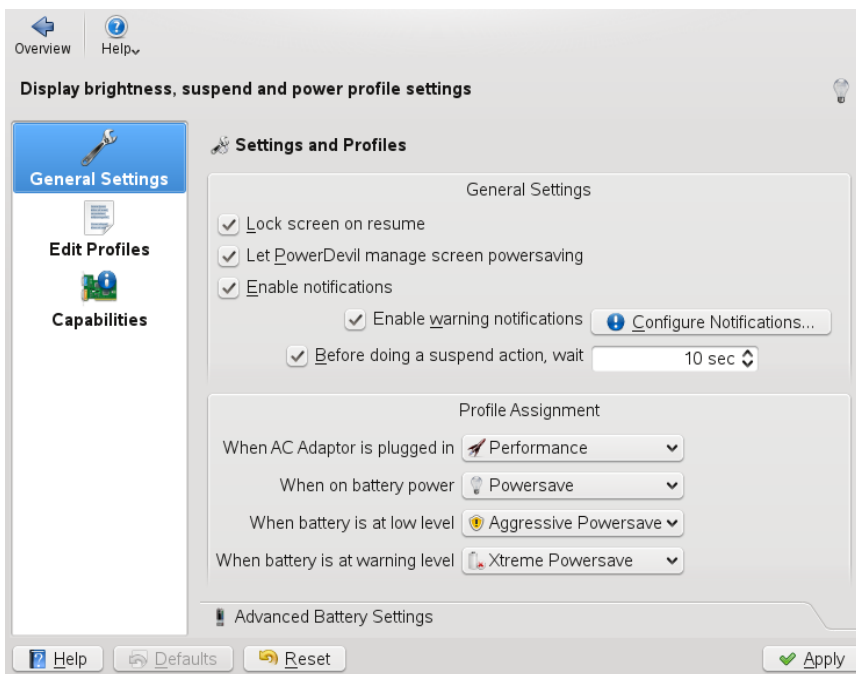 Overview Help
Display brightness, suspend and power profile settings
General Settings
Edit Profiles
Capabilities
Settings and Profiles
General Settings
Lock screen on resume
Let PowerDevil manage screen powersaving
Enable notifications
Enable warning notifications Configure Notifications...
Before doing a suspend action, wait 10 sec
Profile Assignment
When AC Adaptor is plugged in Performance
When on battery power Powersave
When battery is at low level Aggressive Powersave
When battery is at warning level Xtreme Powersave
Advanced Battery Settings
Help Defaults Reset Apply